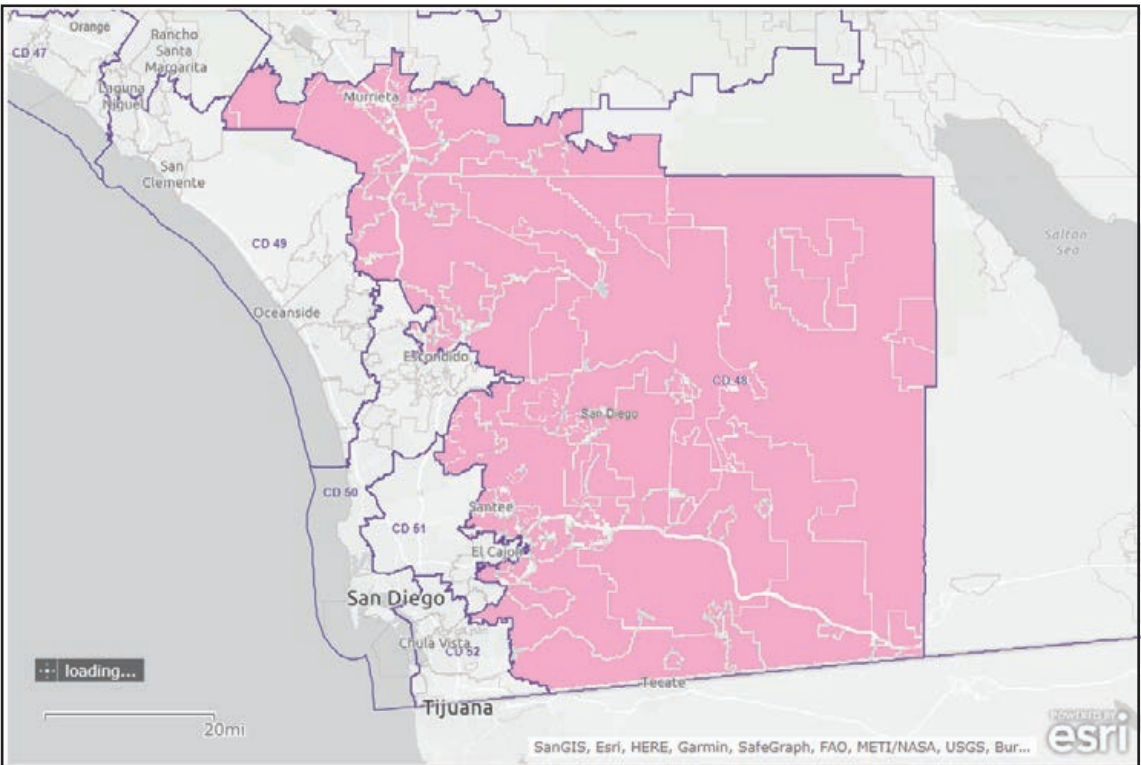 Orange
CD 47
Rancho
Santa
Margarita
Laguna
Niguel
Murrieta
San
Clemente
CD 49
Salton
Sea
Oceanside
Escondido
CD 48
San Diego
CD 50
Santee
CD 51
El Cajon
San Diego
Chula Vista
CD 52
loading...
Tecate
Tijuana
20mi
POWERED BY
esri
SanGIS, Esri, HERE, Garmin, SafeGraph, FAO, METI/NASA, USGS, Bur...